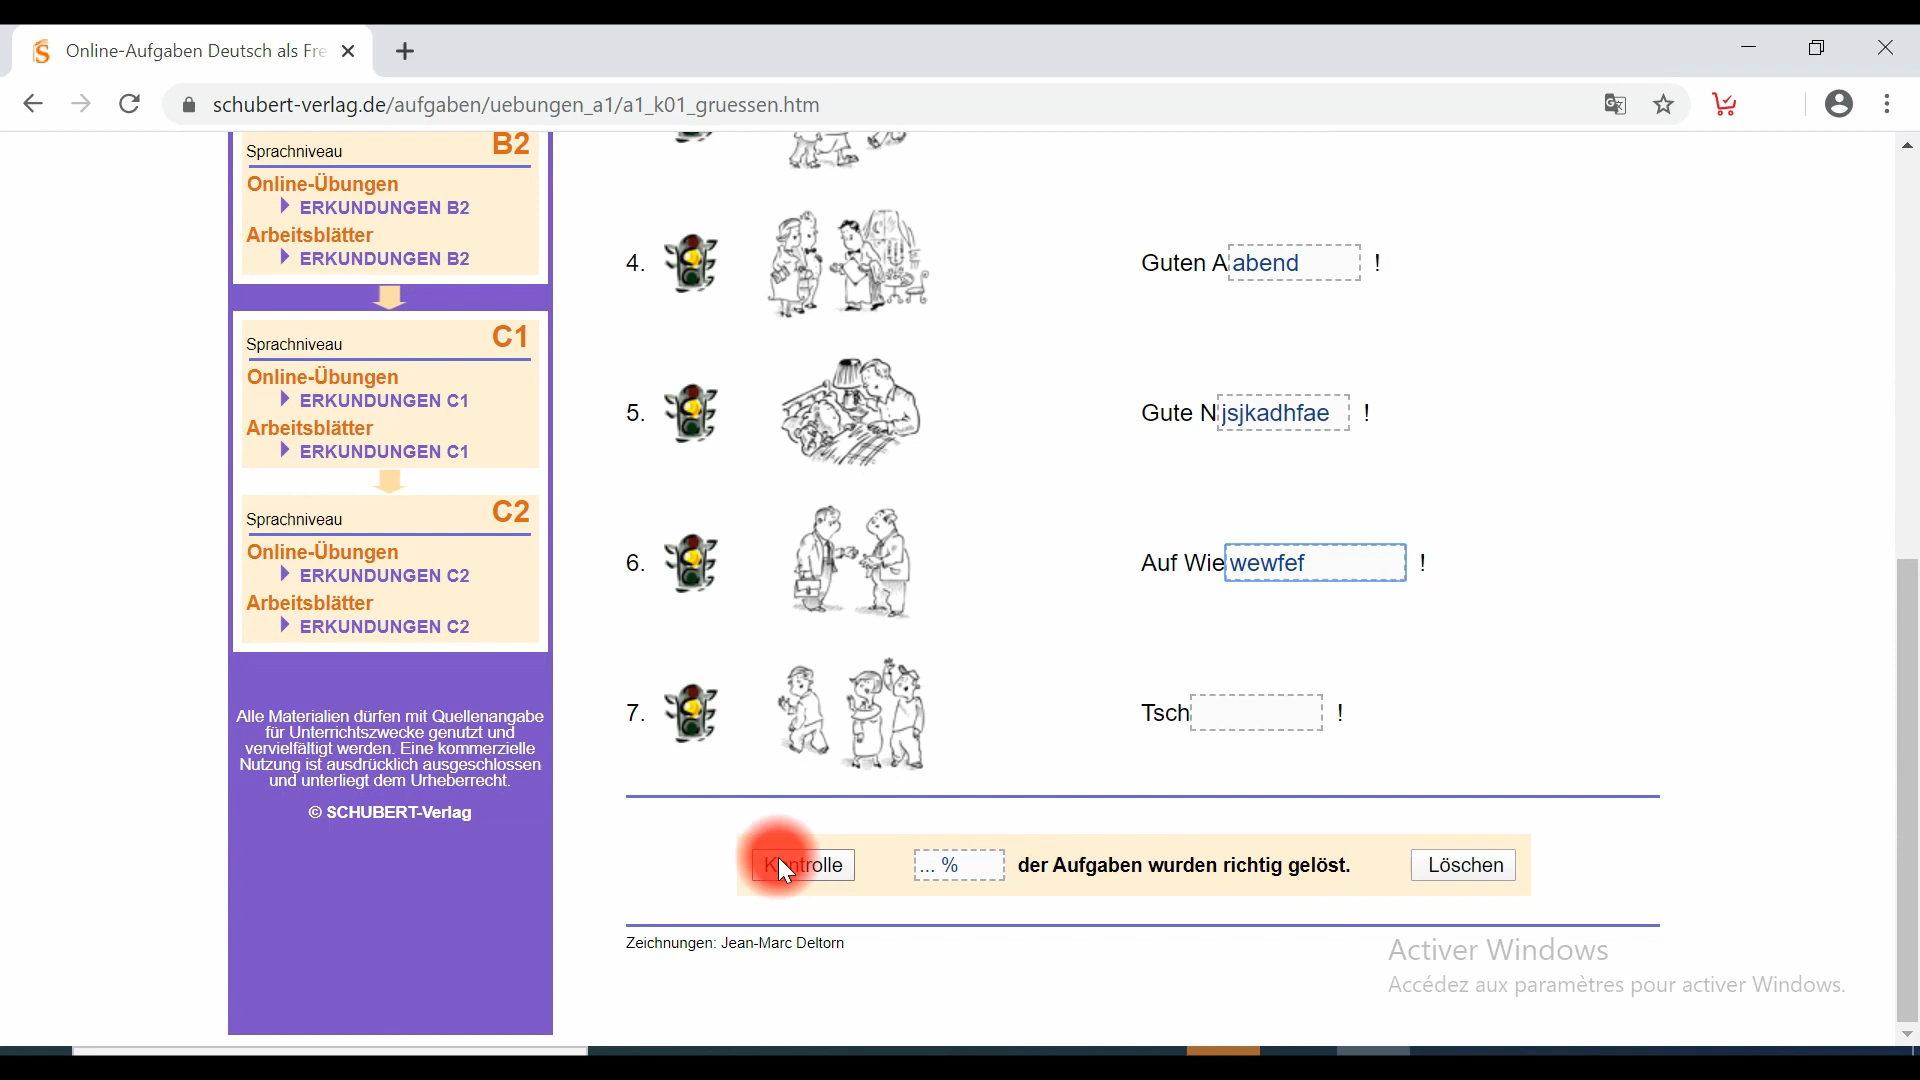 Online-Aufgaben Deutsch als Fre
schubert-verlag.de/aufgaben/uebungen_a1/a1_k01_gruessen.htm
Sprachniveau B2
Online-Übungen
ERKUNDUNGEN B2
Arbeitsblätter
ERKUNDUNGEN B2
Sprachniveau C1
Online-Übungen
ERKUNDUNGEN C1
Arbeitsblätter
ERKUNDUNGEN C1
Sprachniveau C2
Online-Übungen
ERKUNDUNGEN C2
Arbeitsblätter
ERKUNDUNGEN C2
Alle Materialien dürfen mit Quellenangabe
für Unterrichtszwecke genutzt und
vervielfältigt werden. Eine kommerzielle
Nutzung ist ausdrücklich ausgeschlossen
und unterliegt dem Urheberrecht.
© SCHUBERT-Verlag
4. Guten A abend !
5. Gute N jsjkadhfae !
6. Auf Wie wewfef !
7. Tsch !
Kontrolle ... % der Aufgaben wurden richtig gelöst. Löschen
Zeichnungen: Jean-Marc Deltorn
Activer Windows
Accédez aux paramètres pour activer Windows.